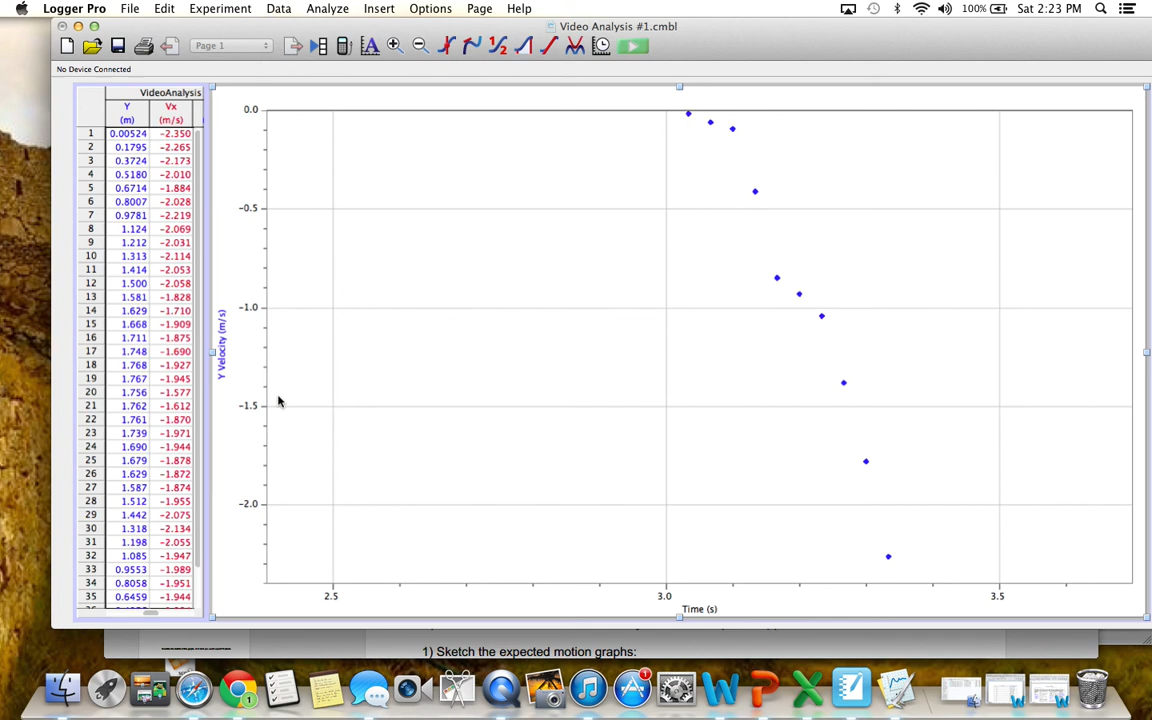 Logger Pro File Edit Experiment Data Analyze Insert Options Page Help 100% Sat 2:23 PM
Video Analysis #1.cmbl
Page 1
No Device Connected
VideoAnalysis
Y Vx
(m) (m/s)
1 0.00524 -2.350
2 0.1795 -2.265
3 0.3724 -2.173
4 0.5180 -2.010
5 0.6714 -1.884
6 0.8007 -2.028
7 0.9781 -2.219
8 1.124 -2.069
9 1.212 -2.031
10 1.313 -2.114
11 1.414 -2.053
12 1.500 -2.058
13 1.581 -1.828
14 1.629 -1.710
15 1.668 -1.909
16 1.711 -1.875
17 1.748 -1.690
18 1.768 -1.927
19 1.767 -1.945
20 1.756 -1.577
21 1.762 -1.612
22 1.761 -1.870
23 1.739 -1.971
24 1.690 -1.944
25 1.679 -1.878
26 1.629 -1.872
27 1.587 -1.874
28 1.512 -1.955
29 1.442 -2.075
30 1.318 -2.134
31 1.198 -2.055
32 1.085 -1.947
33 0.9553 -1.989
34 0.8058 -1.951
35 0.6459 -1.944
0.0
-0.5
-1.0
-1.5
-2.0
Y Velocity (m/s)
2.5 3.0 3.5
Time (s)
1) Sketch the expected motion graphs: